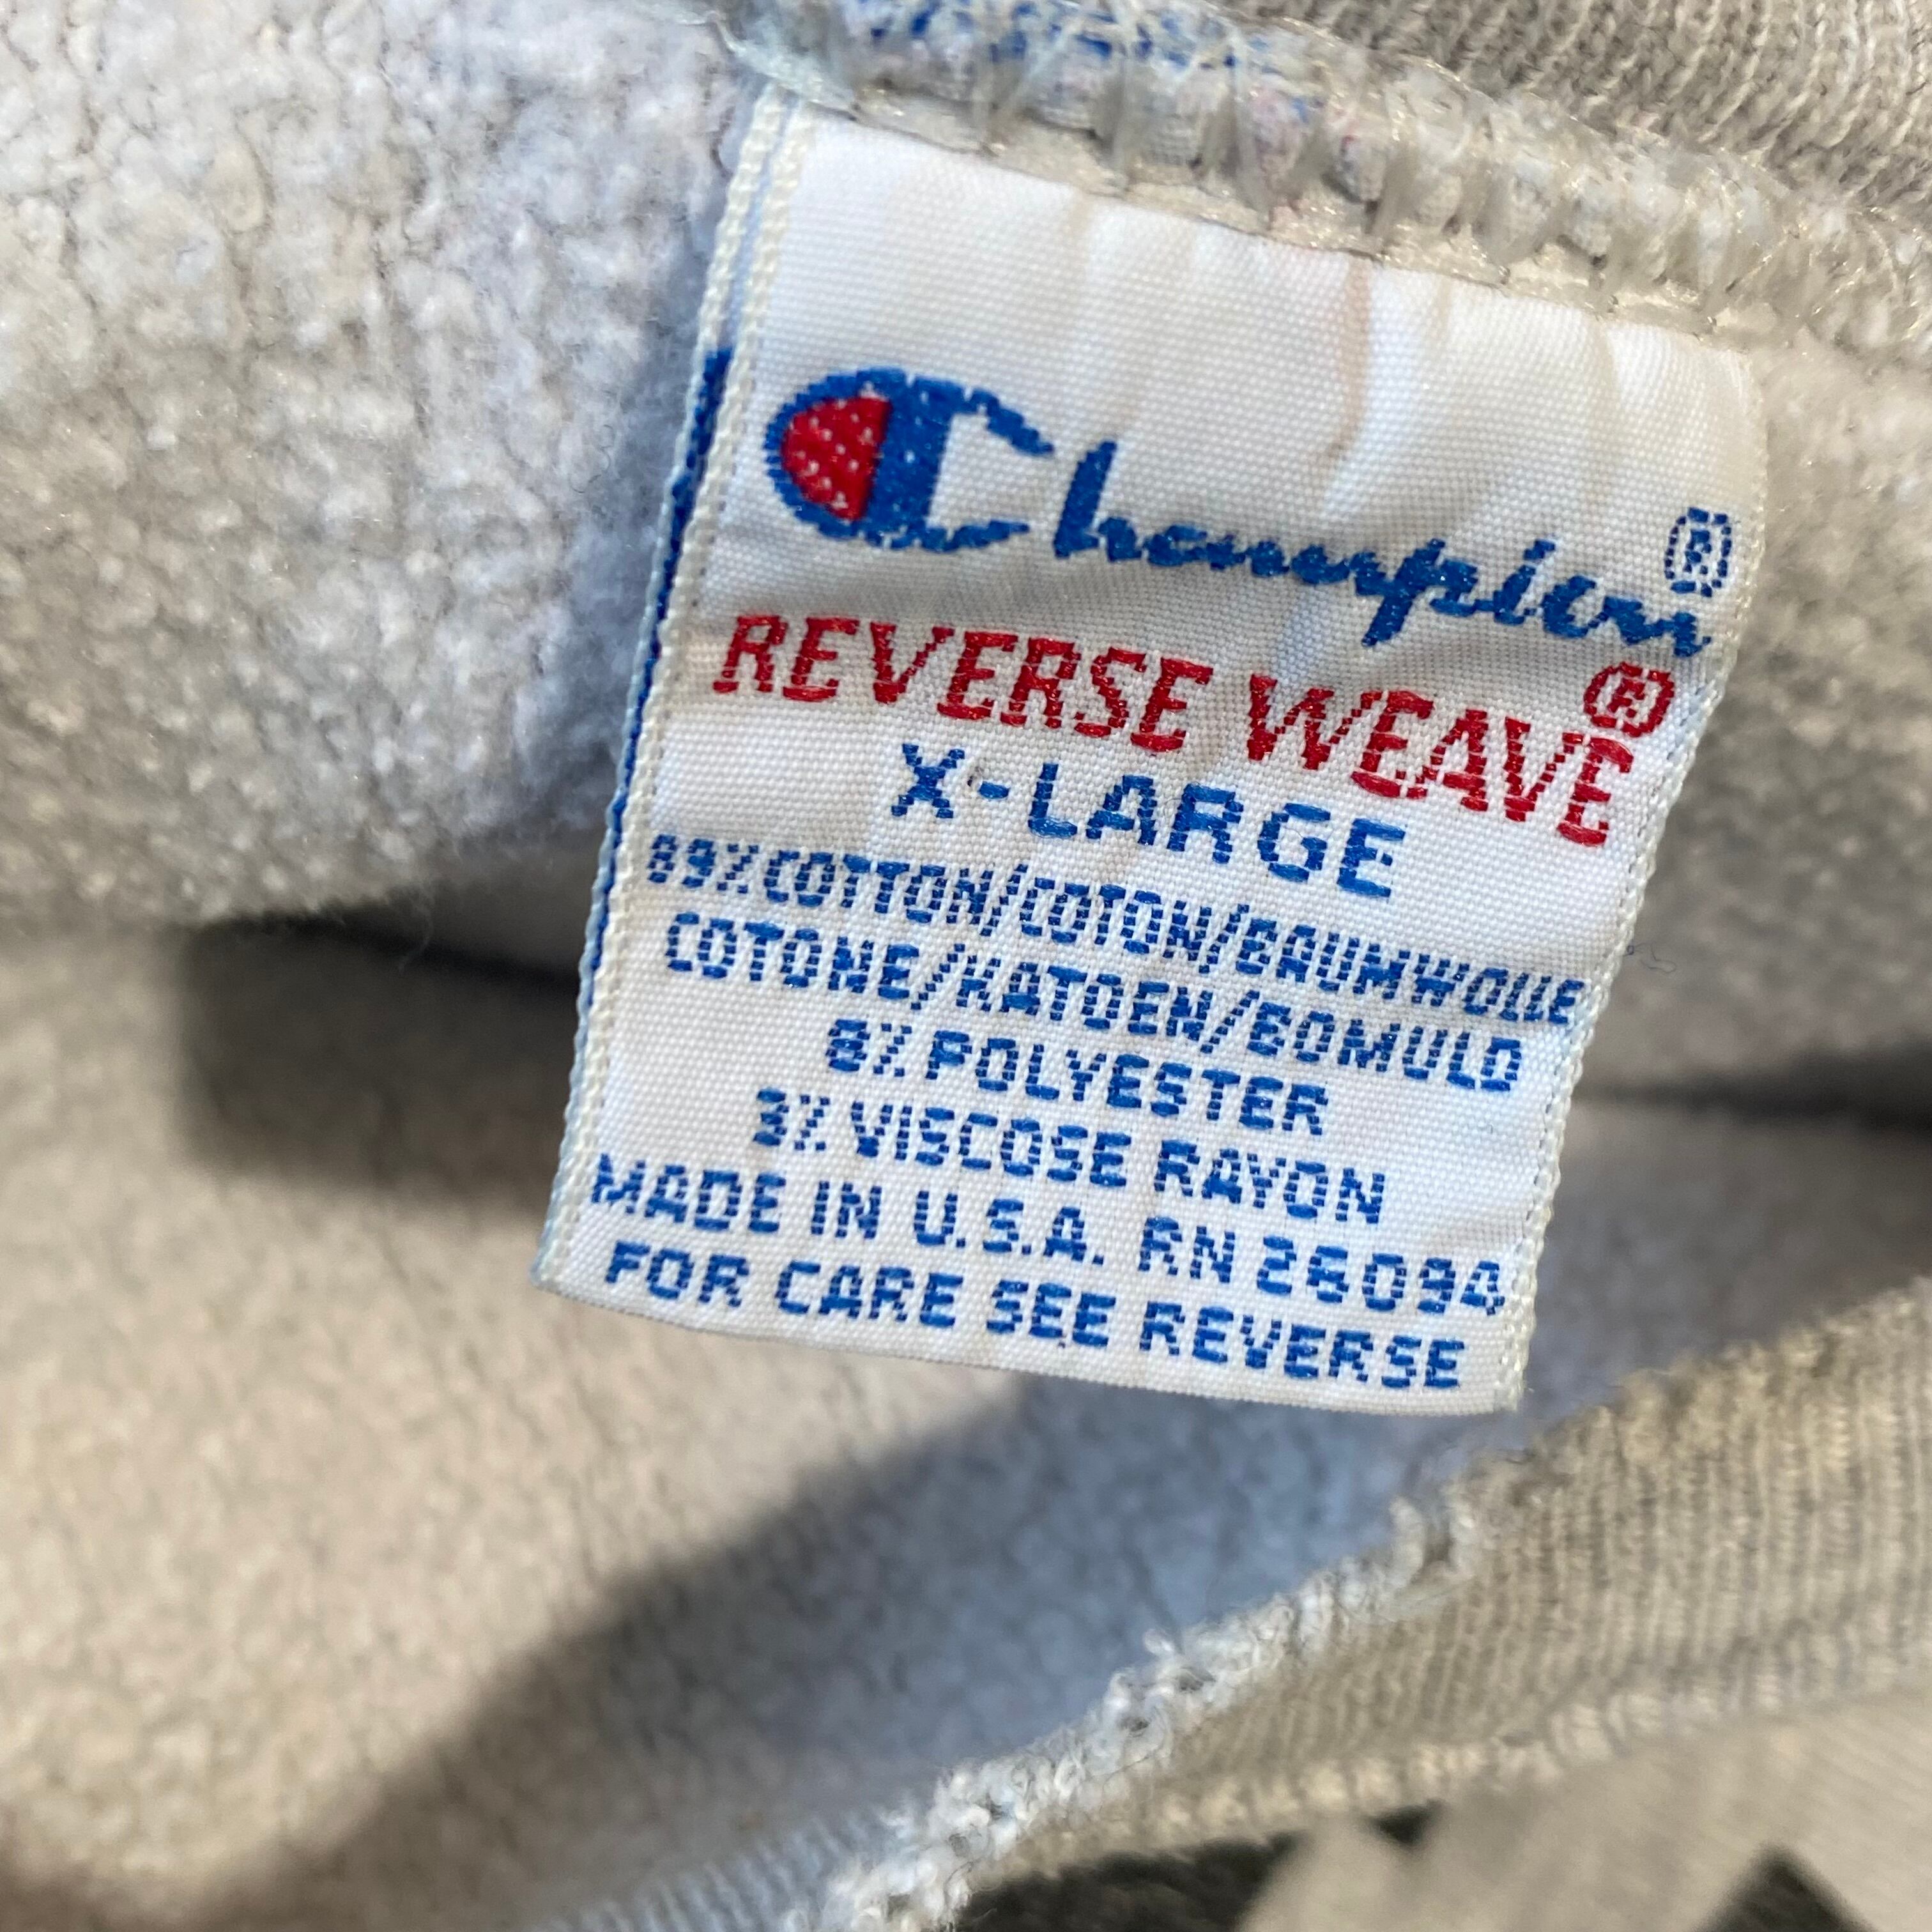 Champion®
REVERSE WEAVE®
X-LARGE
89% COTTON/COTON/BAUMWOLLE
COTONE/KATOEN/BOMULD
8% POLYESTER
3% VISCOSE RAYON
MADE IN U.S.A. RN 26094
FOR CARE SEE REVERSE